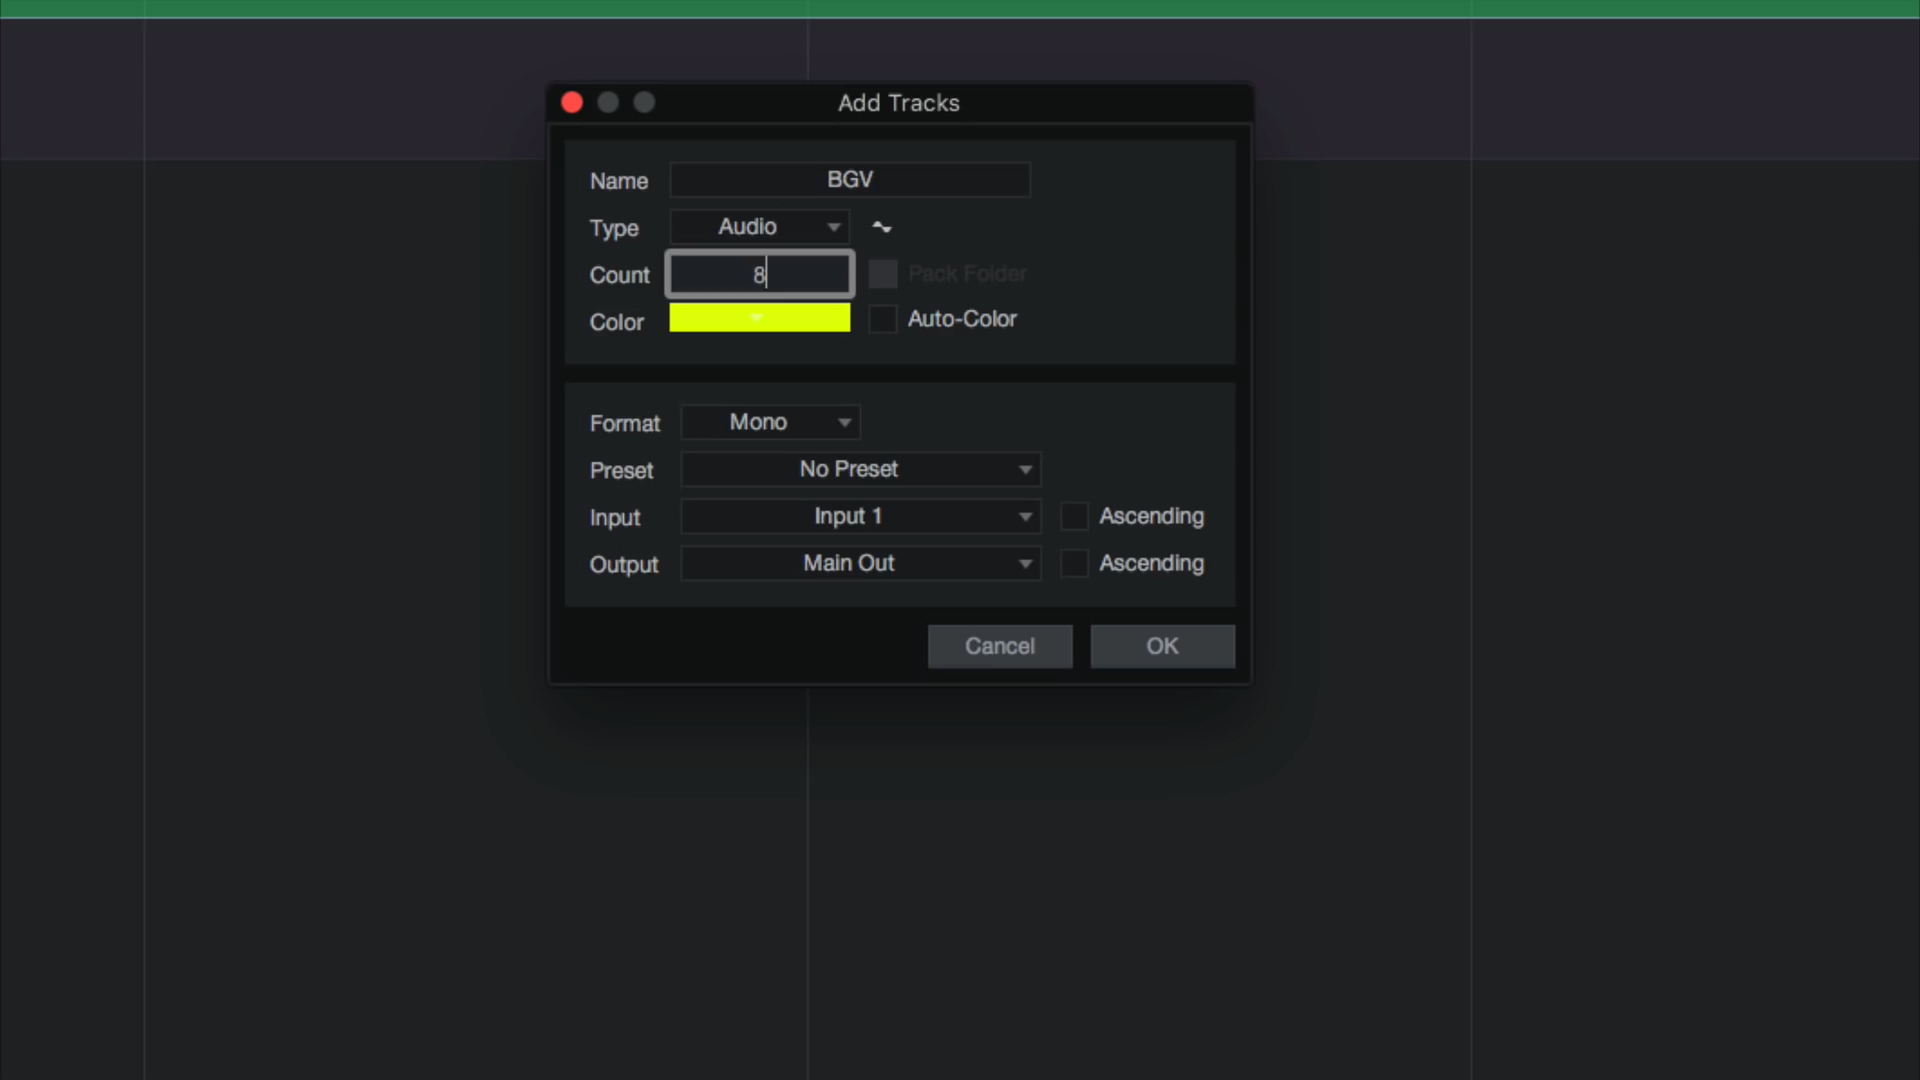 Add Tracks
Name BGV
Type Audio
Count 8 Pack Folder
Color Auto-Color
Format Mono
Preset No Preset
Input Input 1 Ascending
Output Main Out Ascending
Cancel OK